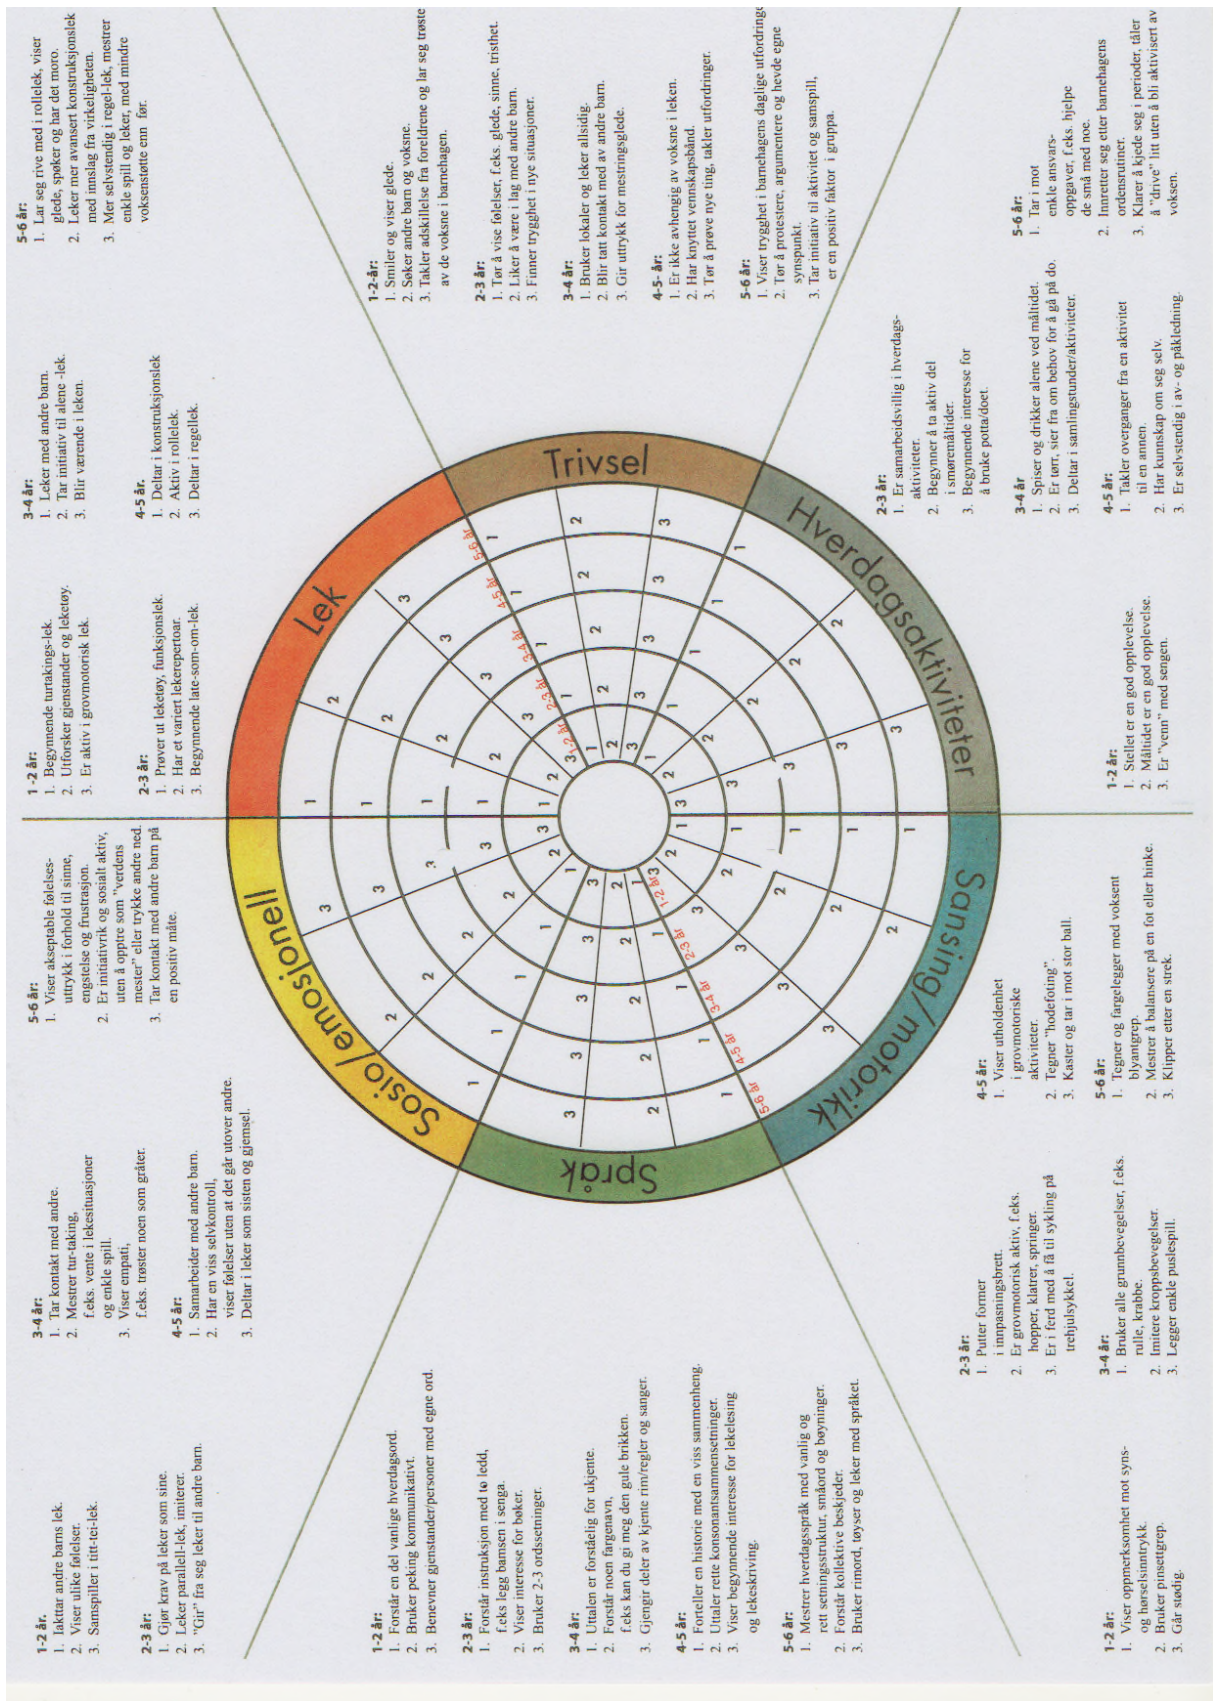 1-2 år.
1. Iakttar andre barns lek.
2. Viser ulike følelser.
3. Samspiller i titt-tei-lek.
2-3 år:
1. Gjør krav på leker som sine.
2. Leker parallell-lek, imiterer.
3. "Gir" fra seg leker til andre barn.
3-4 år:
1. Tar kontakt med andre.
2. Mestrer tur-taking,
f.eks. vente i lekesituasjoner
og enkle spill.
3. Viser empati,
f.eks. trøster noen som gråter.
4-5 år:
1. Samarbeider med andre barn.
2. Har en viss selvkontroll,
viser følelser uten at det går utover andre.
3. Deltar i leker som sisten og gjemsel.
5-6 år:
1. Viser akseptable følelses-
uttrykk i forhold til sinne,
engstelse og frustrasjon.
2. Er initiativrik og sosialt aktiv,
uten å opptre som "verdens
mester" eller trykke andre ned.
3. Tar kontakt med andre barn på
en positiv måte.
1 -2 år:
1. Begynnende turtakings-lek.
2. Utforsker gjenstander og leketøy.
3. Er aktiv i grovmotorisk lek.
2-3 år:
1. Prøver ut leketøy, funksjonslek.
2. Har et variert lekerepertoar.
3. Begynnende late-som-om-lek.
3-4 år:
1. Leker med andre barn.
2. Tar initiativ til alene -lek.
3. Blir værende i leken.
4-5 år.
1. Deltar i konstruksjonslek
2. Aktiv i rollelek.
3. Deltar i regellek.
5-6 år:
1. Lar seg rive med i rollelek, viser
glede, spøker og har det moro.
2. Leker mer avansert konstruksjonslek
med innslag fra virkeligheten.
3. Mer selvstendig i regel-lek, mestrer
enkle spill og leker, med mindre
voksenstøtte enn før.
Sosio/emosjonell
Lek
Språk
Trivsel
Sansing/motorikk
Hverdagsaktiviteter
1-2 år
2-3 år
3-4 år
4-5 år
5-6 år
1-2 år
2-3 år
3-4 år
4-5 år
5-6 år
1-2 år:
1. Forstår en del vanlige hverdagsord.
2. Bruker peking kommunikativt.
3. Benevner gjenstander/personer med egne ord.
2-3 år:
1. Forstår instruksjon med to ledd,
f.eks legg bamsen i senga.
2. Viser interesse for bøker.
3. Bruker 2-3 ordssetninger.
3-4 år:
1. Uttalen er forståelig for ukjente.
2. Forstår noen fargenavn,
f.eks kan du gi meg den gule brikken.
3. Gjengir deler av kjente rim/regler og sanger.
4-5 år:
1. Forteller en historie med en viss sammenheng.
2. Uttaler rette konsonantsammensetninger.
3. Viser begynnende interesse for lekelesing
og lekeskriving.
5-6 år:
1. Mestrer hverdagsspråk med vanlig og
rett setningsstruktur, småord og bøyninger.
2. Forstår kollektive beskjeder.
3. Bruker rimord, tøyser og leker med språket.
1-2-år:
1. Smiler og viser glede.
2. Søker andre barn og voksne.
3. Takler adskillelse fra foreldrene og lar seg trøste
av de voksne i barnehagen.
2-3 år:
1. Tør å vise følelser, f.eks. glede, sinne, tristhet.
2. Liker å være i lag med andre barn.
3. Finner trygghet i nye situasjoner.
3-4 år:
1. Bruker lokaler og leker allsidig.
2. Blir tatt kontakt med av andre barn.
3. Gir uttrykk for mestringsglede.
4-5- år:
1. Er ikke avhengig av voksne i leken.
2. Har knyttet vennskapsbånd.
3. Tør å prøve nye ting, takler utfordringer.
5-6 år:
1. Viser trygghet i barnehagens daglige utfordringe
2. Tør å protestere, argumentere og hevde egne
synspunkt.
3. Tar initiativ til aktivitet og samspill,
er en positiv faktor i gruppa.
1-2 år:
1. Viser oppmerksomhet mot syns-
og hørselsinntrykk.
2. Bruker pinsettgrep.
3. Går stødig.
2-3 år:
1. Putter former
i innpasningsbrett.
2. Er grovmotorisk aktiv, f.eks.
hopper, klatrer, springer.
3. Er i ferd med å få til sykling på
trehjulsykkel.
3-4 år:
1. Bruker alle grunnbevegelser, f.eks.
rulle, krabbe.
2. Imitere kroppsbevegelser.
3. Legger enkle puslespill.
4-5 år:
1. Viser utholdenhet
i grovmotoriske
aktiviteter.
2. Tegner "hodefoting".
3. Kaster og tar i mot stor ball.
5-6 år:
1. Tegner og fargelegger med voksent
blyantgrep.
2. Mestrer å balansere på en fot eller hinke.
3. Klipper etter en strek.
1-2 år:
1. Stellet er en god opplevelse.
2. Måltidet er en god opplevelse.
3. Er "venn" med sengen.
2-3 år:
1. Er samarbeidsvillig i hverdags-
aktiviteter.
2. Begynner å ta aktiv del
i smøremåltider.
3. Begynnende interesse for
å bruke potta/doet.
3-4 år
1. Spiser og drikker alene ved måltidet.
2. Er tørr, sier fra om behov for å gå på do.
3. Deltar i samlingstunder/aktiviteter.
4-5 år:
1. Takler overganger fra en aktivitet
til en annen.
2. Har kunnskap om seg selv.
3. Er selvstendig i av- og påkledning.
5-6 år:
1. Tar i mot
enkle ansvars-
oppgaver, f.eks. hjelpe
de små med noe.
2. Innretter seg etter barnehagens
ordensrutiner.
3. Klarer å kjede seg i perioder, tåler
å "drive" litt uten å bli aktivisert av
voksen.